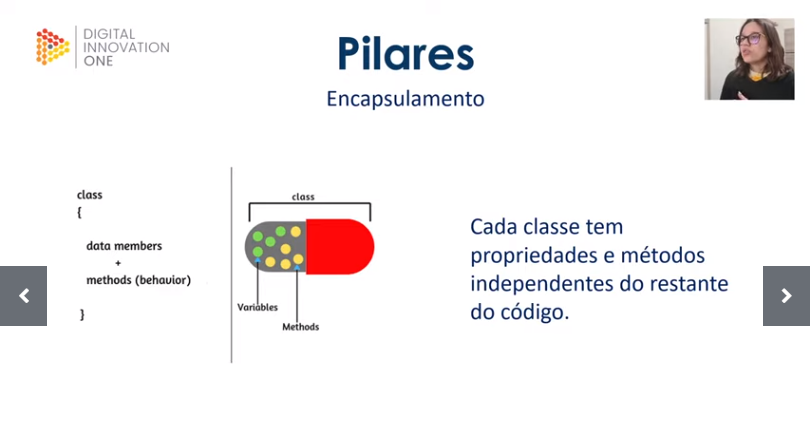 DIGITAL
INNOVATION
ONE
Pilares
Encapsulamento
class
{
data members
+
methods (behavior)
}
class
Variables
Methods
Cada classe tem
propriedades e métodos
independentes do restante
do código.